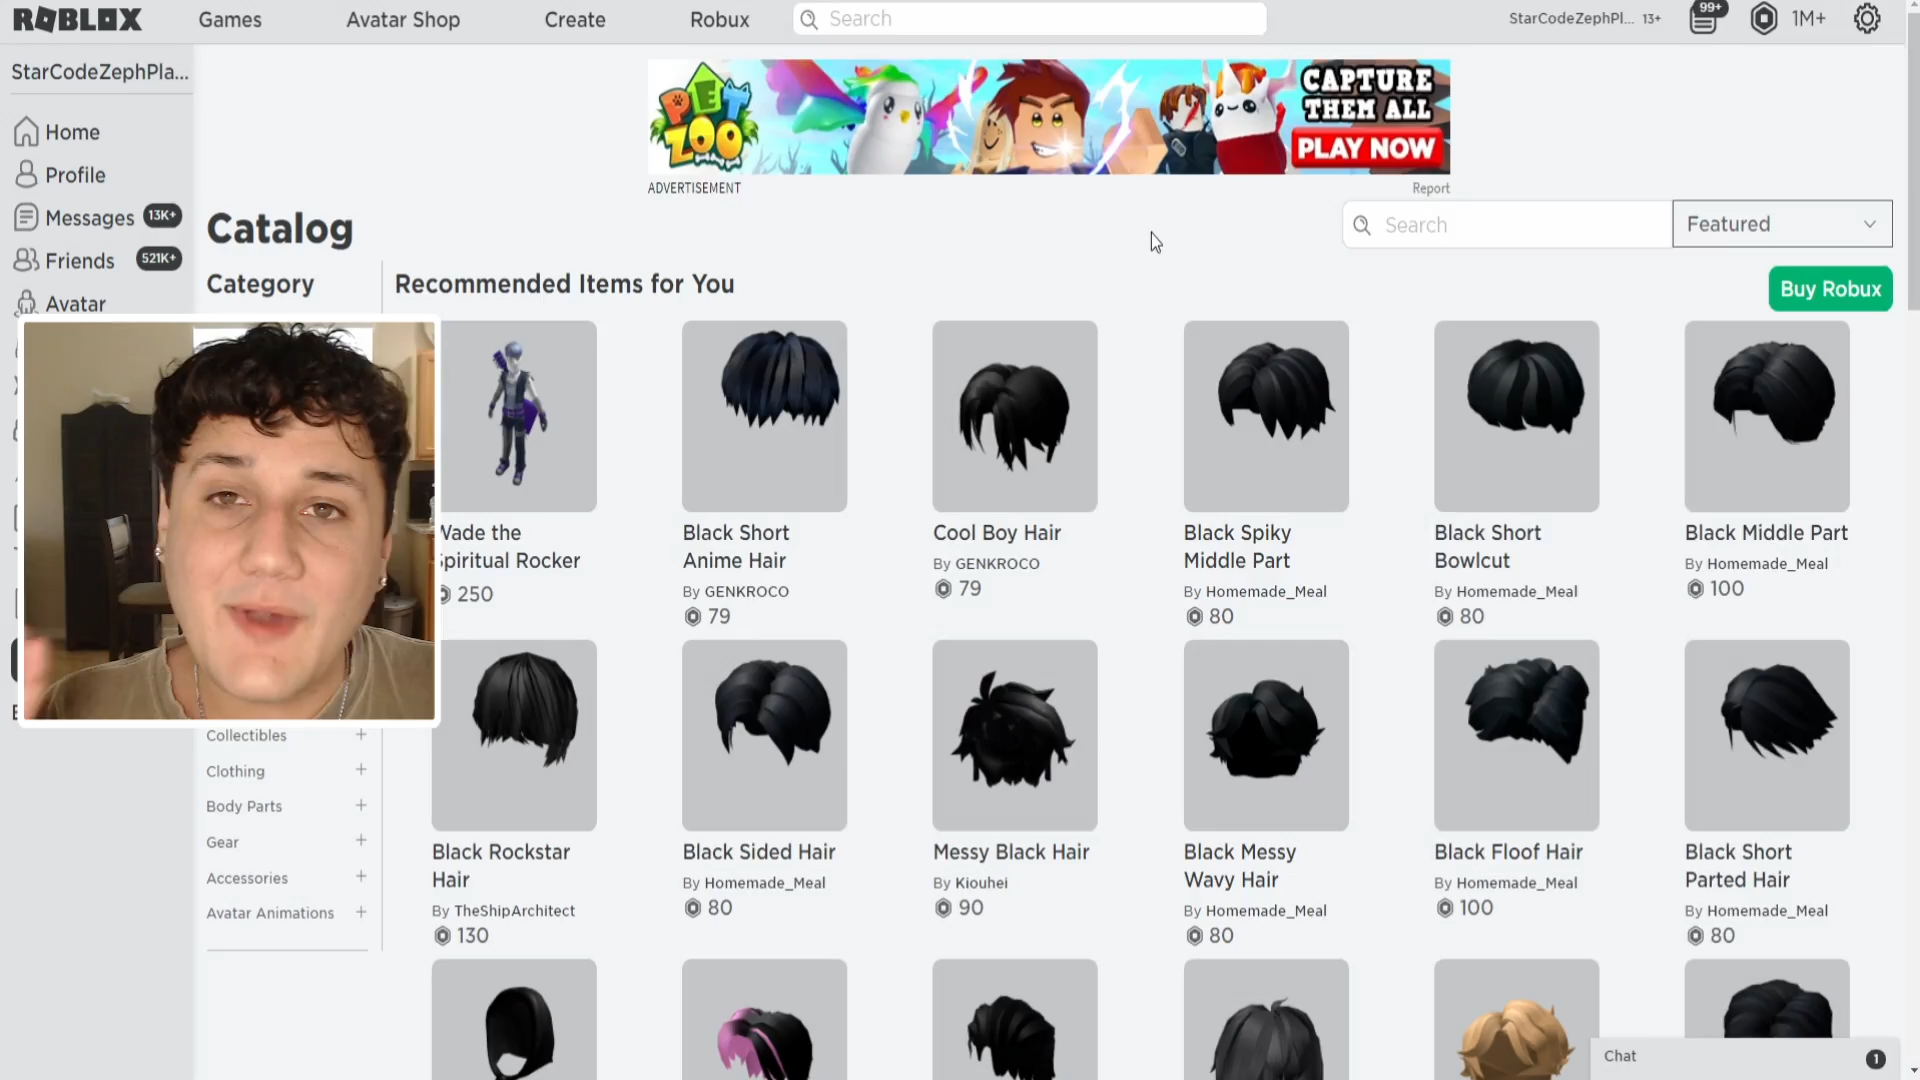 ROBLOX
Games
Avatar Shop
Create
Robux
Search
StarCodeZephPl... 13+
99+
1M+
StarCodeZephPla...
Home
Profile
Messages 13K+
Friends 521K+
Avatar
PET ZOO
CAPTURE
THEM ALL
PLAY NOW
ADVERTISEMENT
Report
Catalog
Search
Featured
Category
Recommended Items for You
Buy Robux
Wade the
Spiritual Rocker
250
Black Short
Anime Hair
By GENKROCO
79
Cool Boy Hair
By GENKROCO
79
Black Spiky
Middle Part
By Homemade_Meal
80
Black Short
Bowlcut
By Homemade_Meal
80
Black Middle Part
By Homemade_Meal
100
Collectibles +
Clothing +
Body Parts +
Gear +
Accessories +
Avatar Animations +
Black Rockstar
Hair
By TheShipArchitect
130
Black Sided Hair
By Homemade_Meal
80
Messy Black Hair
By Kiouhei
90
Black Messy
Wavy Hair
By Homemade_Meal
80
Black Floof Hair
By Homemade_Meal
100
Black Short
Parted Hair
By Homemade_Meal
80
Chat
1